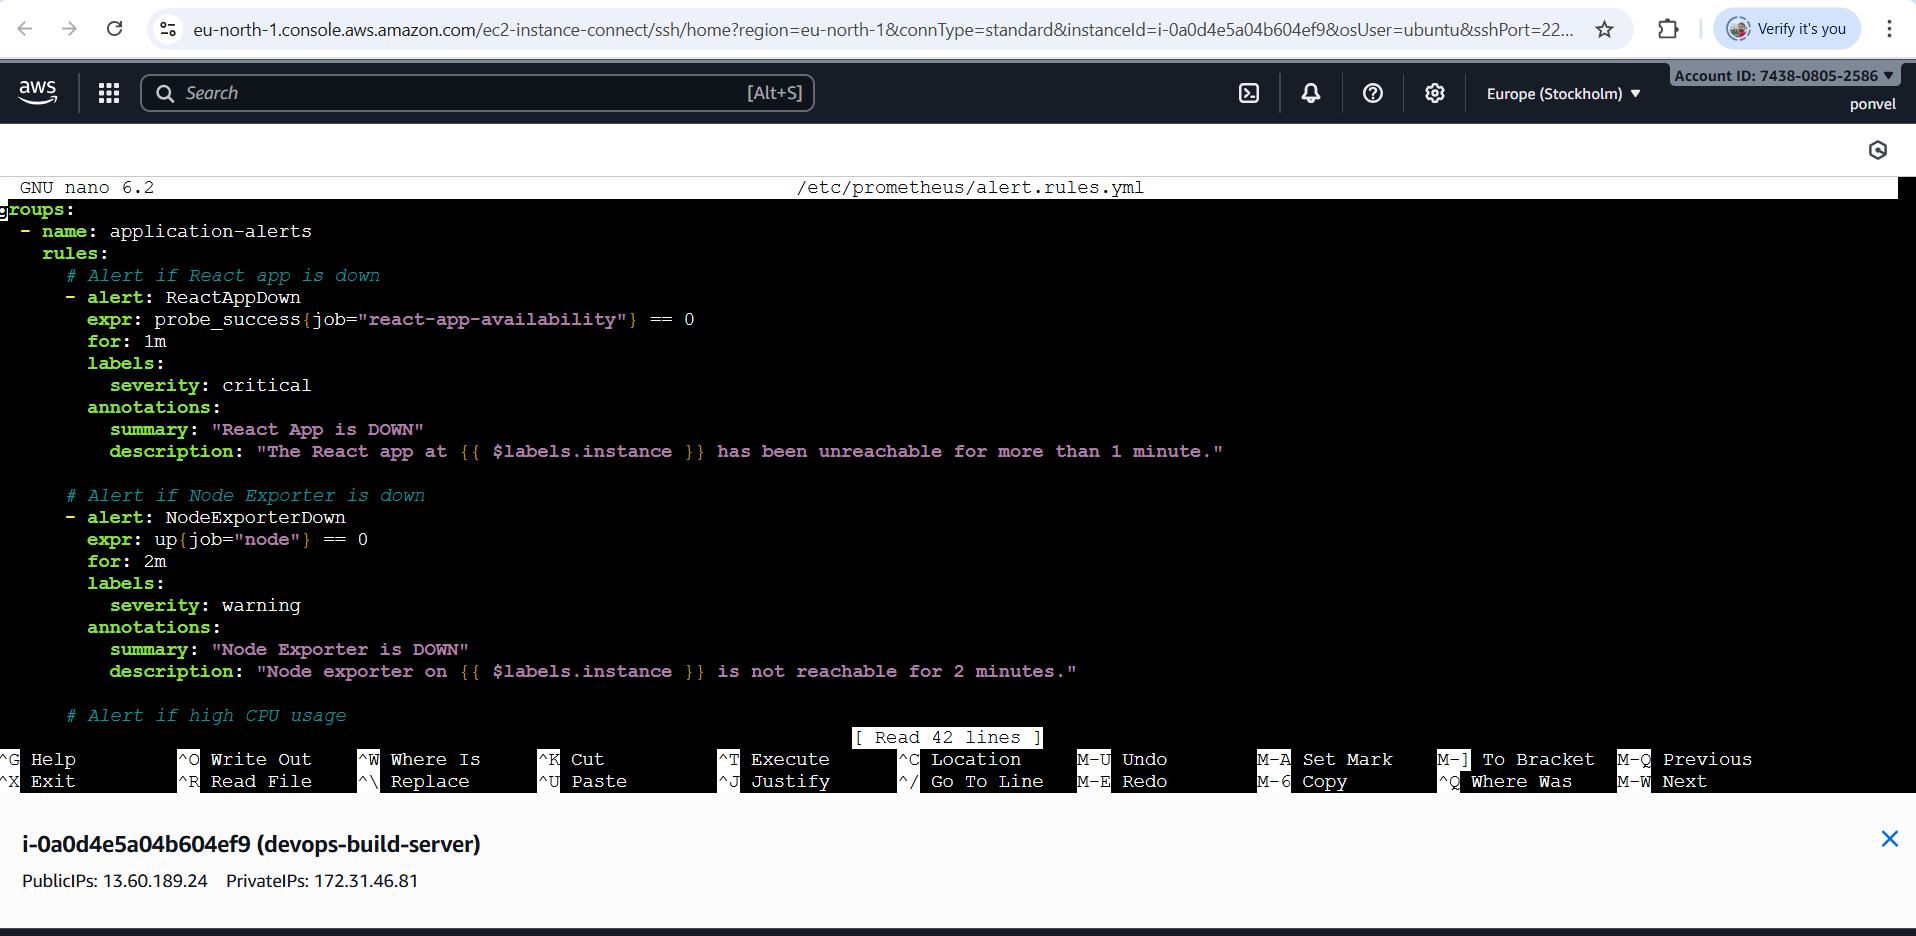 eu-north-1.console.aws.amazon.com/ec2-instance-connect/ssh/home?region=eu-north-1&connType=standard&instanceId=i-0a0d4e5a04b604ef9&osUser=ubuntu&sshPort=22... Verify it's you
Account ID: 7438-0805-2586
aws Search [Alt+S] Europe (Stockholm)
ponvel
GNU nano 6.2 /etc/prometheus/alert.rules.yml
groups:
- name: application-alerts
rules:
# Alert if React app is down
- alert: ReactAppDown
expr: probe_success{job="react-app-availability"} == 0
for: 1m
labels:
severity: critical
annotations:
summary: "React App is DOWN"
description: "The React app at {{ $labels.instance }} has been unreachable for more than 1 minute."
# Alert if Node Exporter is down
- alert: NodeExporterDown
expr: up{job="node"} == 0
for: 2m
labels:
severity: warning
annotations:
summary: "Node Exporter is DOWN"
description: "Node exporter on {{ $labels.instance }} is not reachable for 2 minutes."
# Alert if high CPU usage
[ Read 42 lines ]
^G Help ^O Write Out ^W Where Is ^K Cut ^T Execute ^C Location M-U Undo M-A Set Mark M-] To Bracket M-Q Previous
^X Exit ^R Read File ^\ Replace ^U Paste ^J Justify ^/ Go To Line M-E Redo M-6 Copy ^Q Where Was M-W Next
i-0a0d4e5a04b604ef9 (devops-build-server)
PublicIPs: 13.60.189.24 PrivateIPs: 172.31.46.81